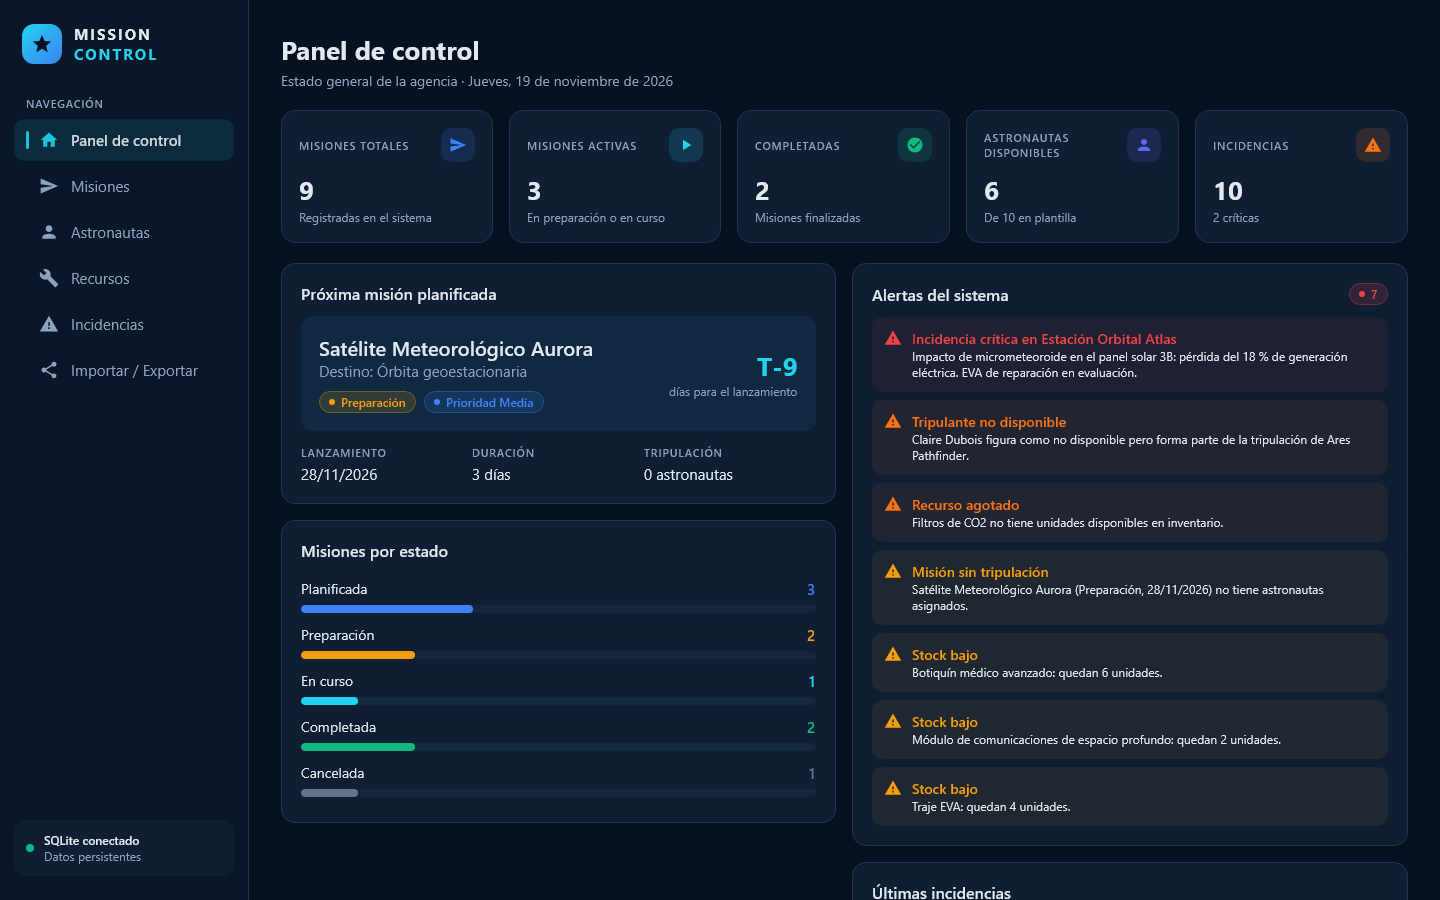 MISSION
CONTROL
NAVEGACIÓN
Panel de control
Misiones
Astronautas
Recursos
Incidencias
Importar / Exportar
SQLite conectado
Datos persistentes
Panel de control
Estado general de la agencia · Jueves, 19 de noviembre de 2026
MISIONES TOTALES
9
Registradas en el sistema
MISIONES ACTIVAS
3
En preparación o en curso
COMPLETADAS
2
Misiones finalizadas
ASTRONAUTAS
DISPONIBLES
6
De 10 en plantilla
INCIDENCIAS
10
2 críticas
Próxima misión planificada
Satélite Meteorológico Aurora
Destino: Órbita geoestacionaria
Preparación
Prioridad Media
T-9
días para el lanzamiento
LANZAMIENTO
28/11/2026
DURACIÓN
3 días
TRIPULACIÓN
0 astronautas
Misiones por estado
Planificada 3
Preparación 2
En curso 1
Completada 2
Cancelada 1
Alertas del sistema
7
Incidencia crítica en Estación Orbital Atlas
Impacto de micrometeoroide en el panel solar 3B: pérdida del 18 % de generación
eléctrica. EVA de reparación en evaluación.
Tripulante no disponible
Claire Dubois figura como no disponible pero forma parte de la tripulación de Ares
Pathfinder.
Recurso agotado
Filtros de CO2 no tiene unidades disponibles en inventario.
Misión sin tripulación
Satélite Meteorológico Aurora (Preparación, 28/11/2026) no tiene astronautas
asignados.
Stock bajo
Botiquín médico avanzado: quedan 6 unidades.
Stock bajo
Módulo de comunicaciones de espacio profundo: quedan 2 unidades.
Stock bajo
Traje EVA: quedan 4 unidades.
Últimas incidencias